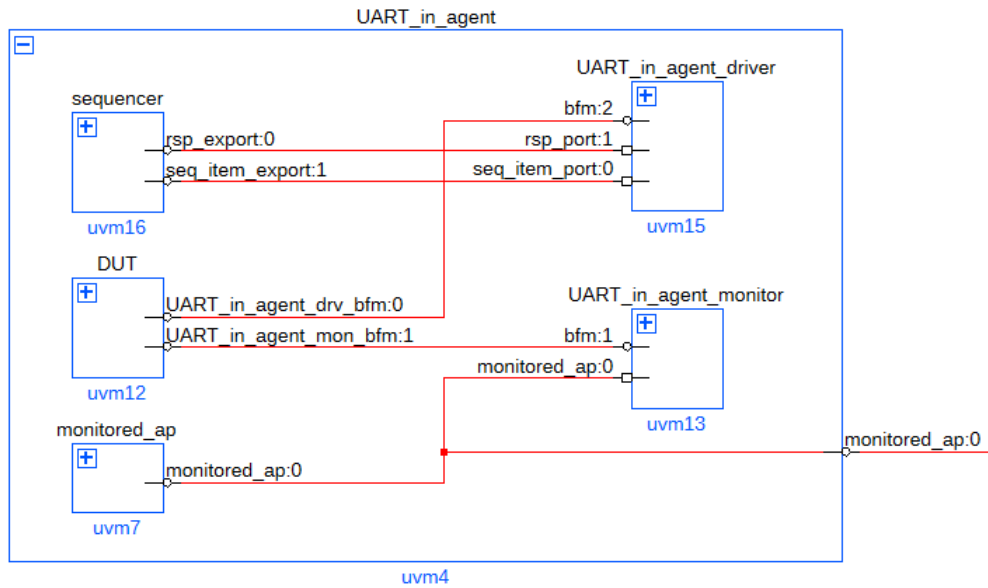 UART_in_agent
UART_in_agent_driver
sequencer
bfm:2
rsp_export:0
rsp_port:1
seq_item_export:1
seq_item_port:0
uvm16
uvm15
DUT
UART_in_agent_monitor
UART_in_agent_drv_bfm:0
UART_in_agent_mon_bfm:1
bfm:1
monitored_ap:0
uvm12
uvm13
monitored_ap
monitored_ap:0
monitored_ap:0
uvm7
uvm4